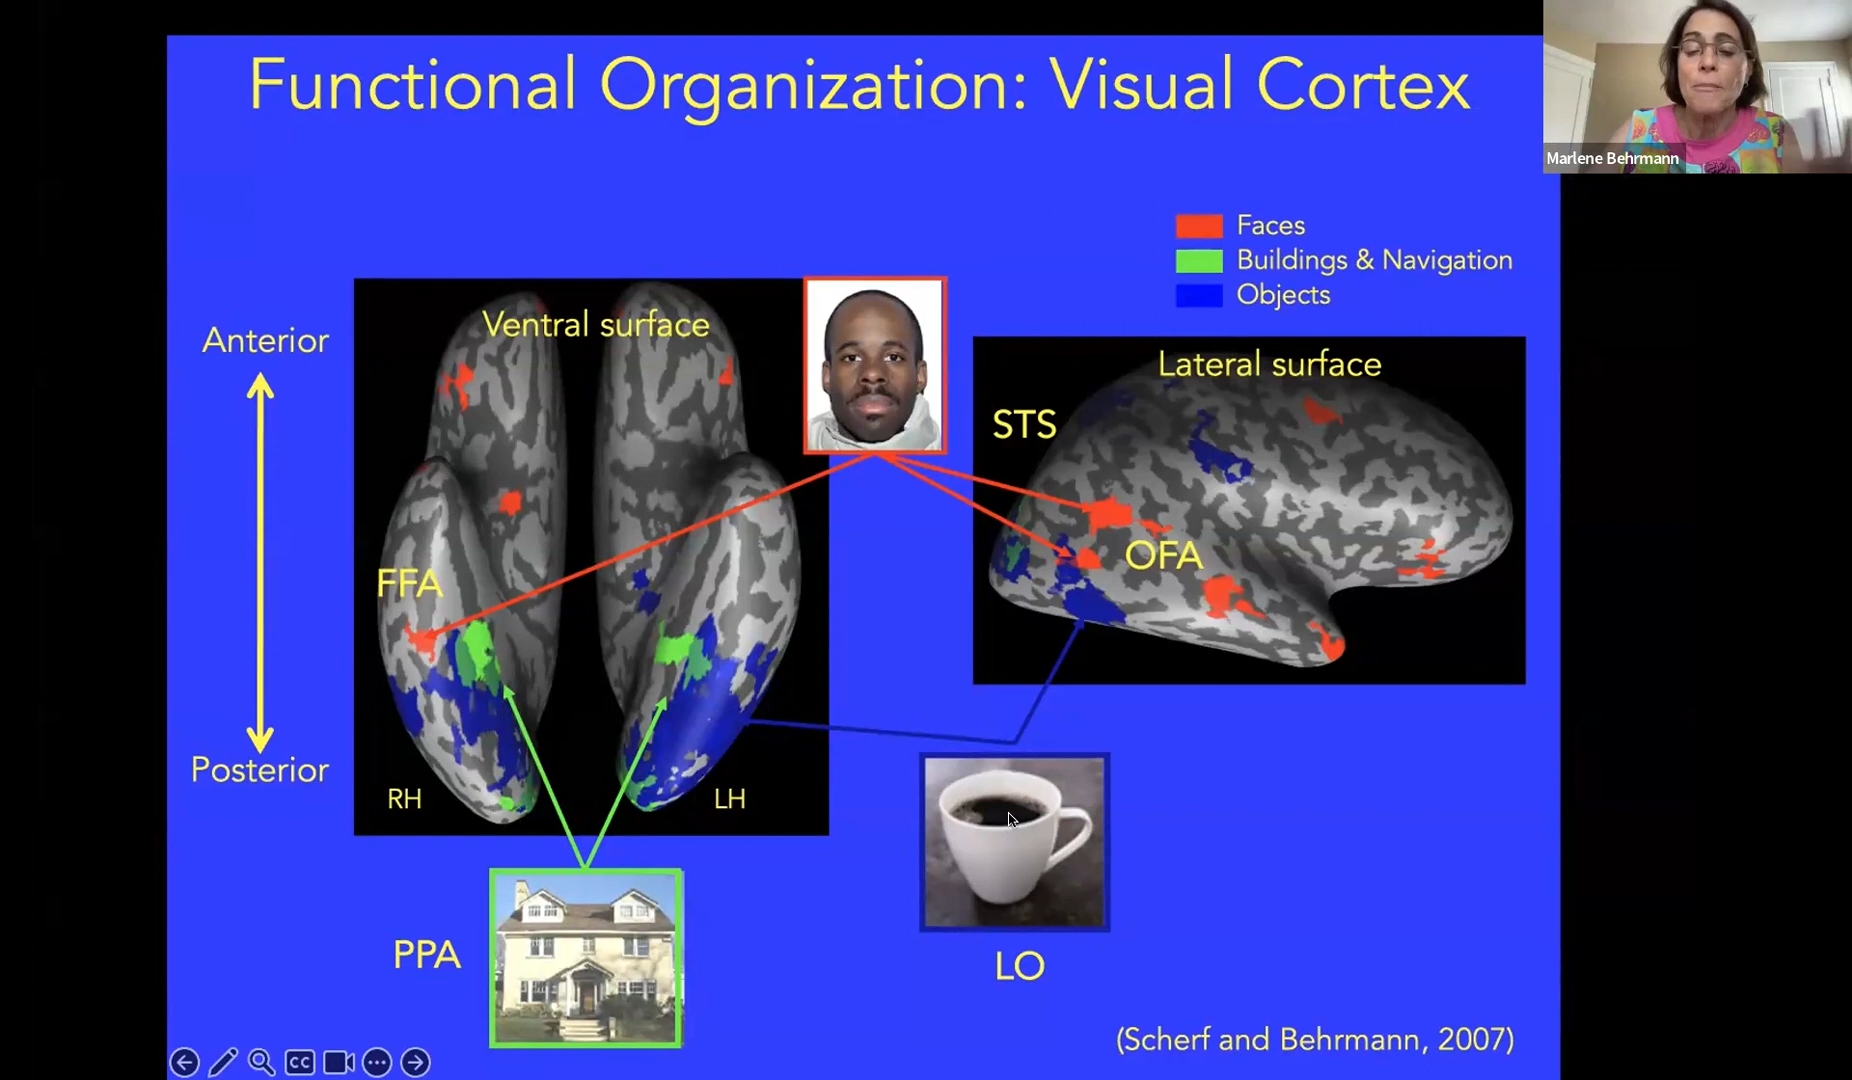 Functional Organization: Visual Cortex
Marlene Behrmann
Faces
Buildings & Navigation
Objects
Anterior
Ventral surface
Lateral surface
STS
OFA
FFA
Posterior
RH
LH
PPA
LO
(Scherf and Behrmann, 2007)
CC